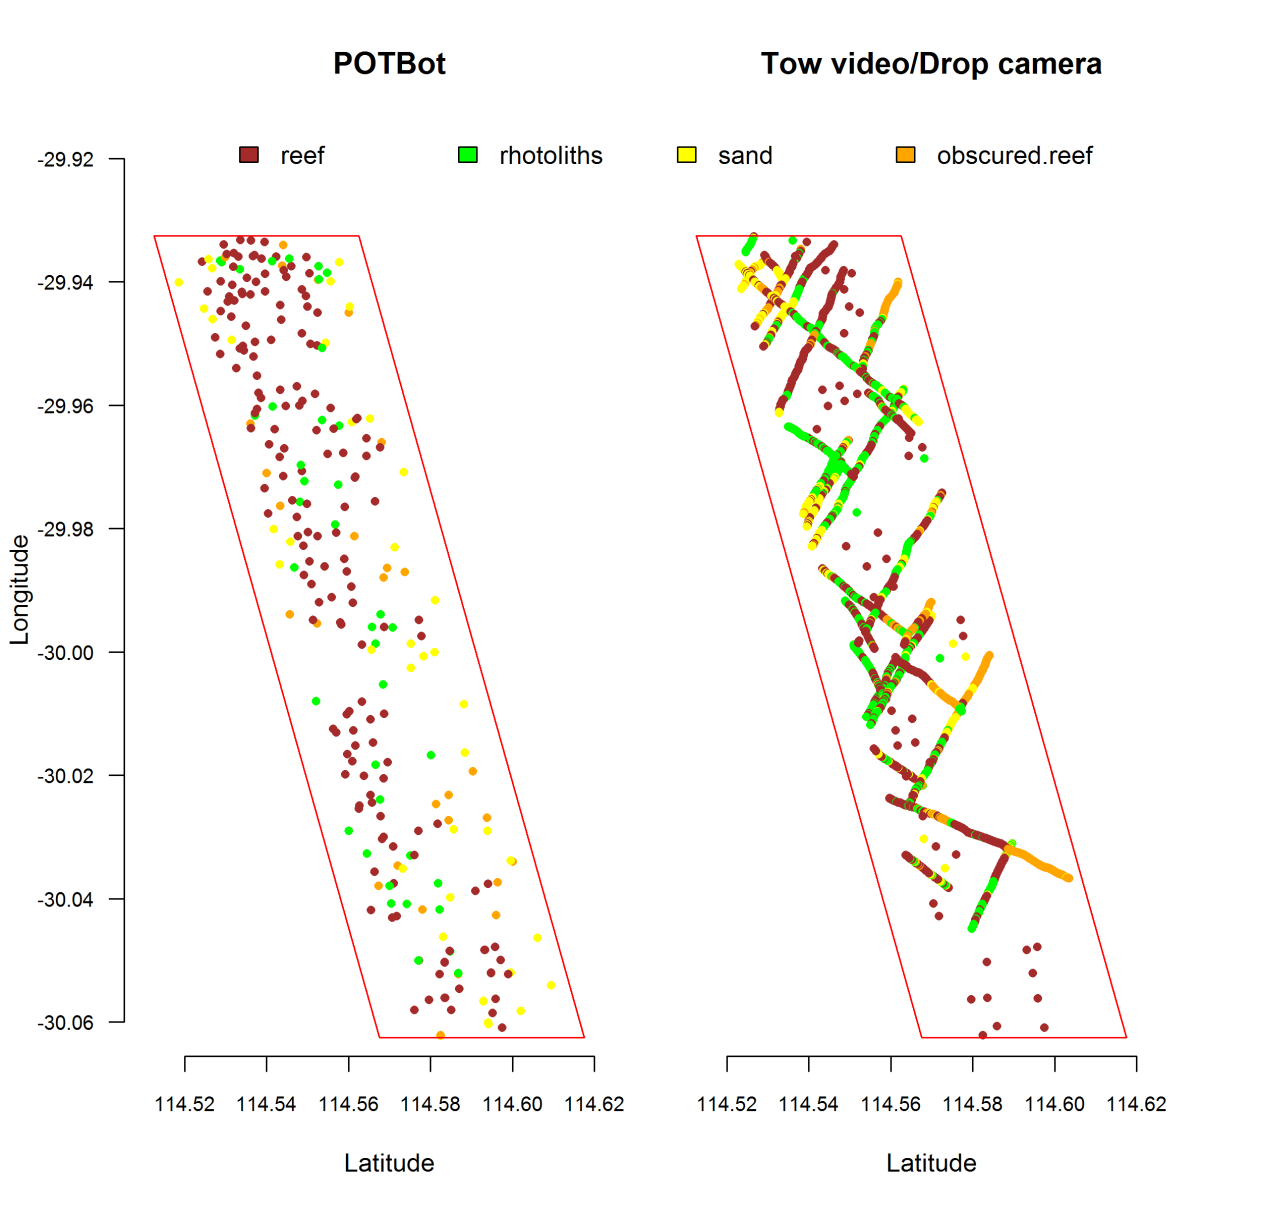 POTBot
Tow video/Drop camera
reef
rhotoliths
sand
obscured.reef
-29.92
-29.94
-29.96
-29.98
-30.00
-30.02
-30.04
-30.06
Longitude
114.52 114.54 114.56 114.58 114.60 114.62
114.52 114.54 114.56 114.58 114.60 114.62
Latitude
Latitude